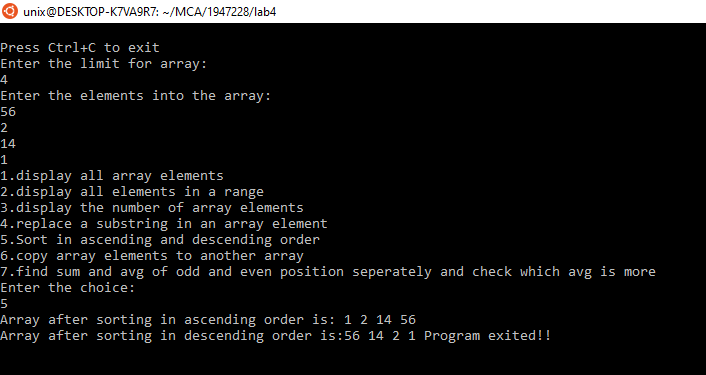 unix@DESKTOP-K7VA9R7: ~/MCA/1947228/lab4
Press Ctrl+C to exit
Enter the limit for array:
4
Enter the elements into the array:
56
2
14
1
1.display all array elements
2.display all elements in a range
3.display the number of array elements
4.replace a substring in an array element
5.Sort in ascending and descending order
6.copy array elements to another array
7.find sum and avg of odd and even position seperately and check which avg is more
Enter the choice:
5
Array after sorting in ascending order is: 1 2 14 56
Array after sorting in descending order is:56 14 2 1 Program exited!!